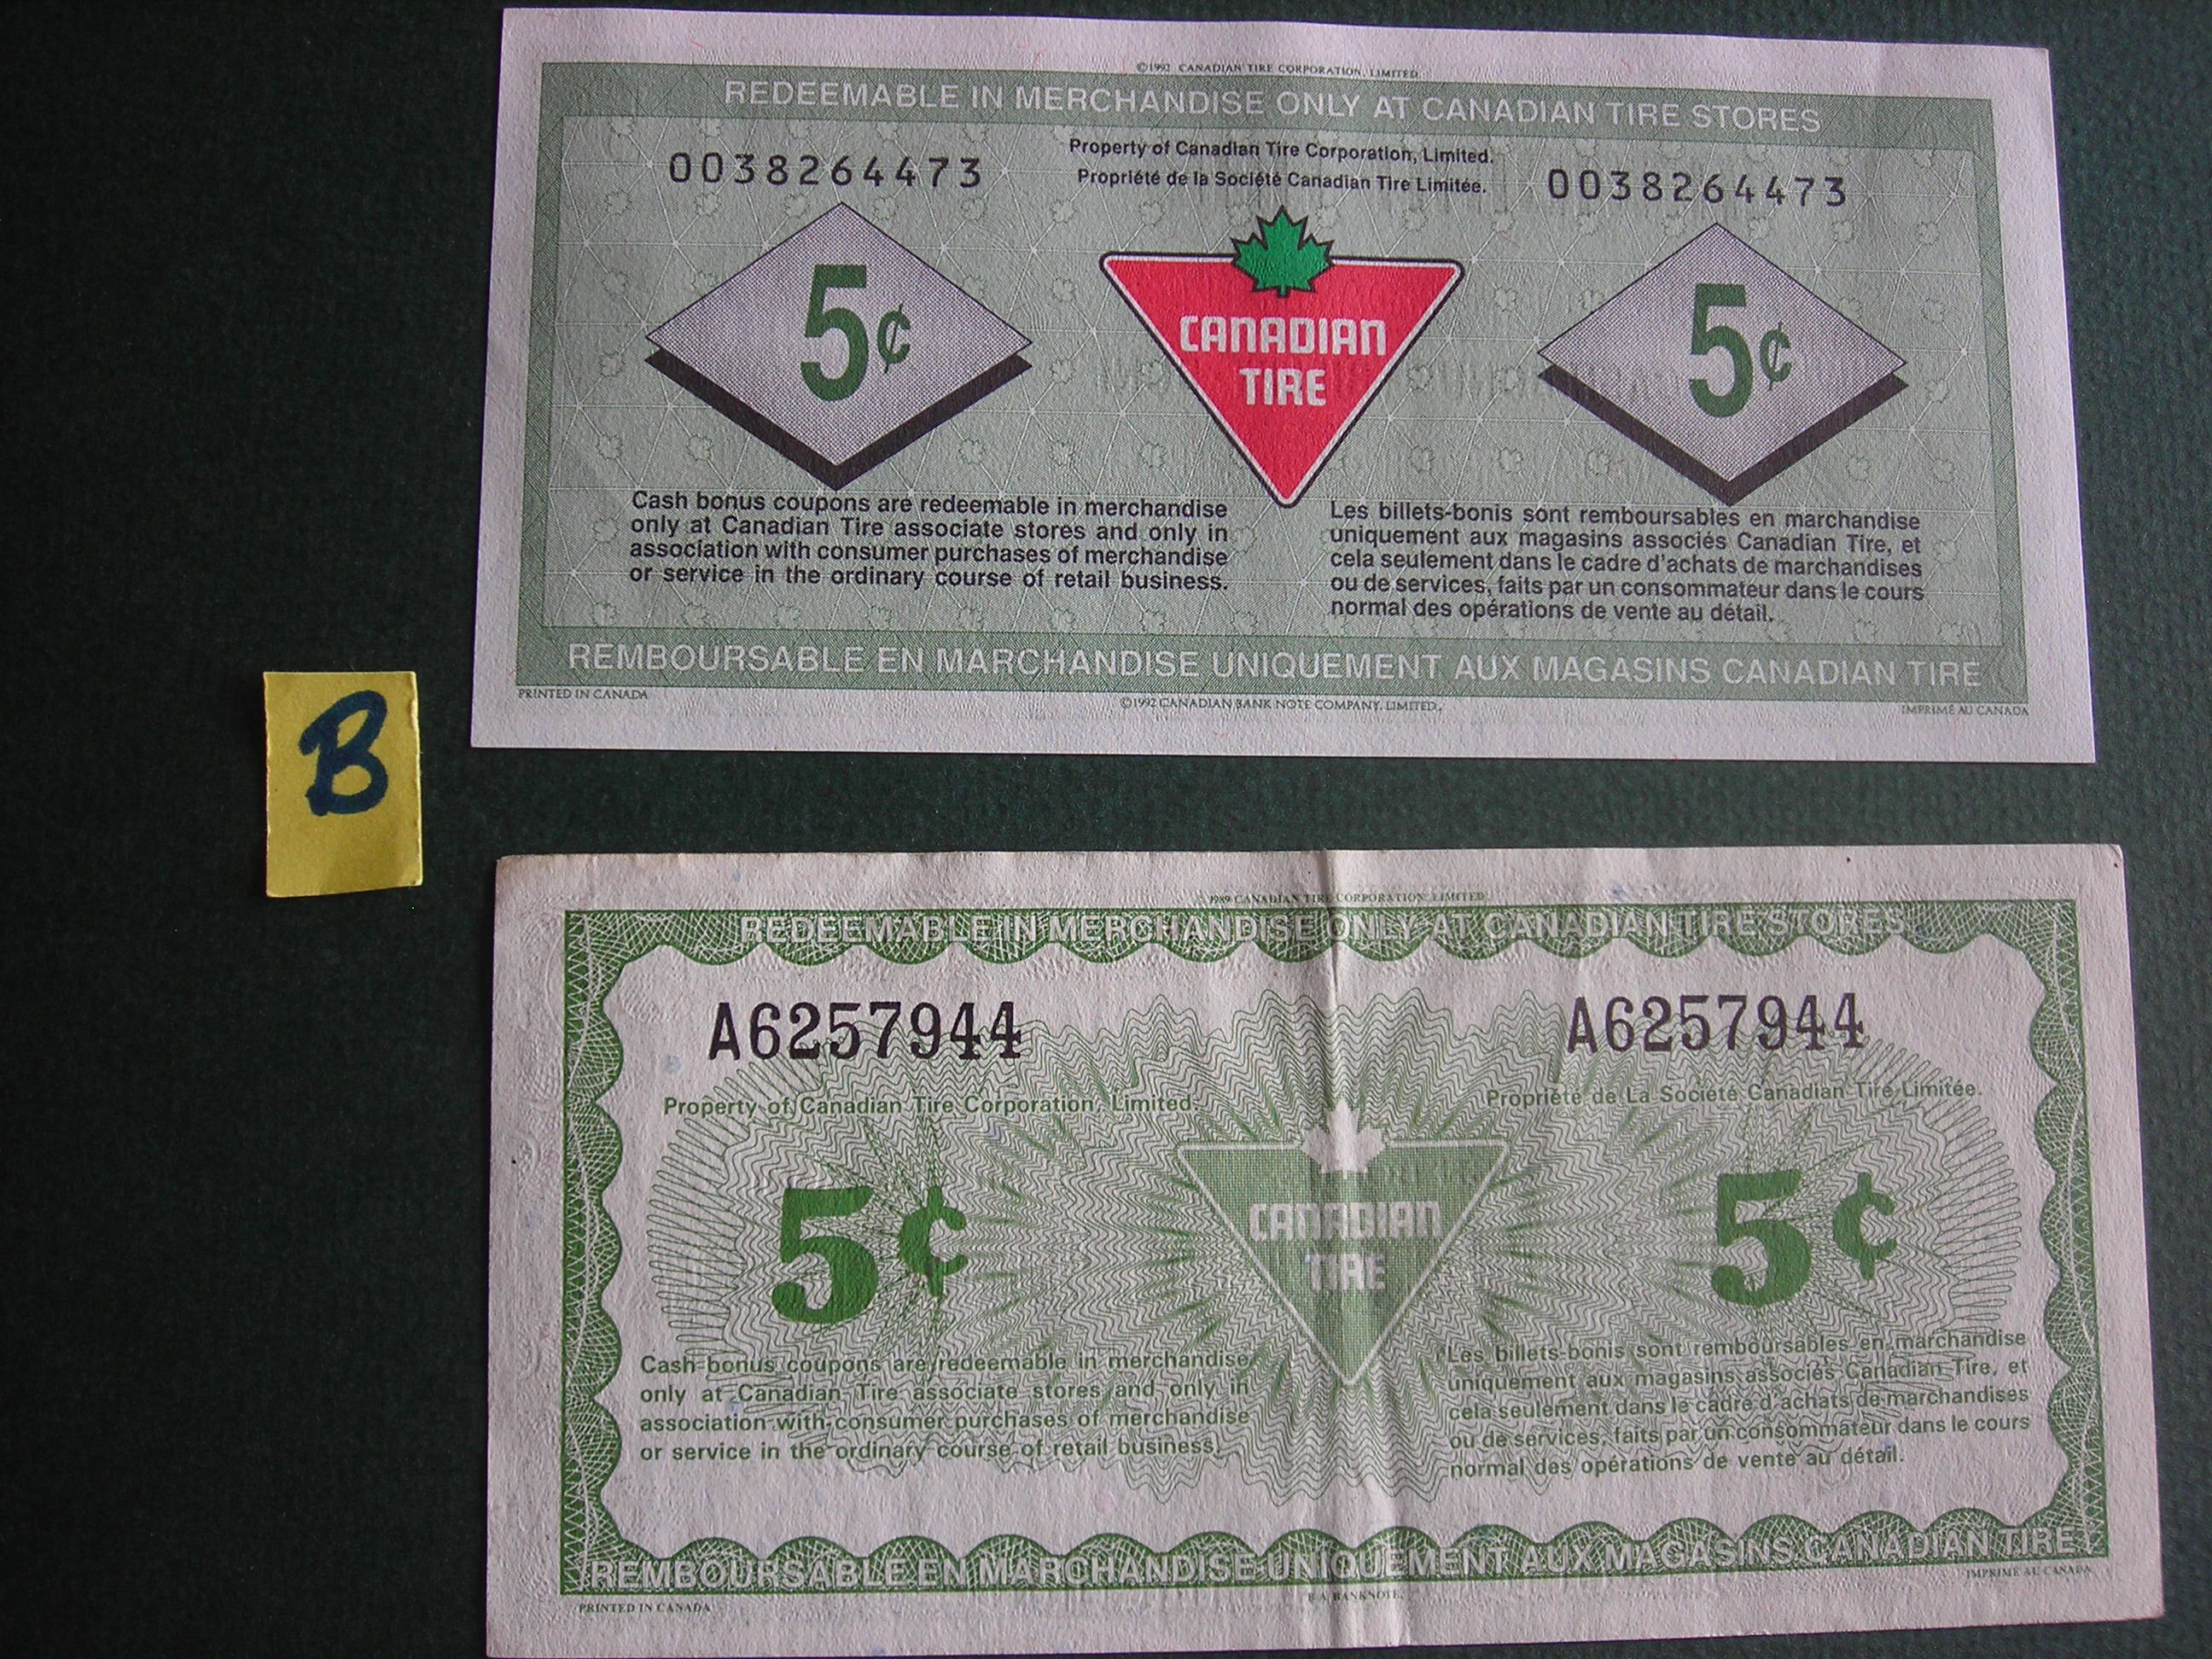 ©1992 CANADIAN TIRE CORPORATION, LIMITED
REDEEMABLE IN MERCHANDISE ONLY AT CANADIAN TIRE STORES
Property of Canadian Tire Corporation, Limited.
Propriété de la Société Canadian Tire Limitée.
0038264473
0038264473
5¢
CANADIAN
TIRE
5¢
Cash bonus coupons are redeemable in merchandise
only at Canadian Tire associate stores and only in
association with consumer purchases of merchandise
or service in the ordinary course of retail business.
Les billets-bonis sont remboursables en marchandise
uniquement aux magasins associés Canadian Tire, et
cela seulement dans le cadre d'achats de marchandises
ou de services, faits par un consommateur dans le cours
normal des opérations de vente au détail.
REMBOURSABLE EN MARCHANDISE UNIQUEMENT AUX MAGASINS CANADIAN TIRE
PRINTED IN CANADA
©1992 CANADIAN BANK NOTE COMPANY, LIMITED.
IMPRIMÉ AU CANADA
B
1989 CANADIAN TIRE CORPORATION LIMITED
REDEEMABLE IN MERCHANDISE ONLY AT CANADIAN TIRE STORES
A6257944
A6257944
Property of Canadian Tire Corporation, Limited.
Propriété de La Société Canadian Tire Limitée.
5¢
CANADIAN
TIRE
5¢
Cash bonus coupons are redeemable in merchandise
only at Canadian Tire associate stores and only in
association with consumer purchases of merchandise
or service in the ordinary course of retail business.
Les billets-bonis sont remboursables en marchandise
uniquement aux magasins associés Canadian Tire, et
cela seulement dans le cadre d'achats de marchandises
ou de services, faits par un consommateur dans le cours
normal des opérations de vente au détail.
REMBOURSABLE EN MARCHANDISE UNIQUEMENT AUX MAGASINS CANADIAN TIRE
PRINTED IN CANADA
B A BANKNOTE
IMPRIMÉ AU CANADA